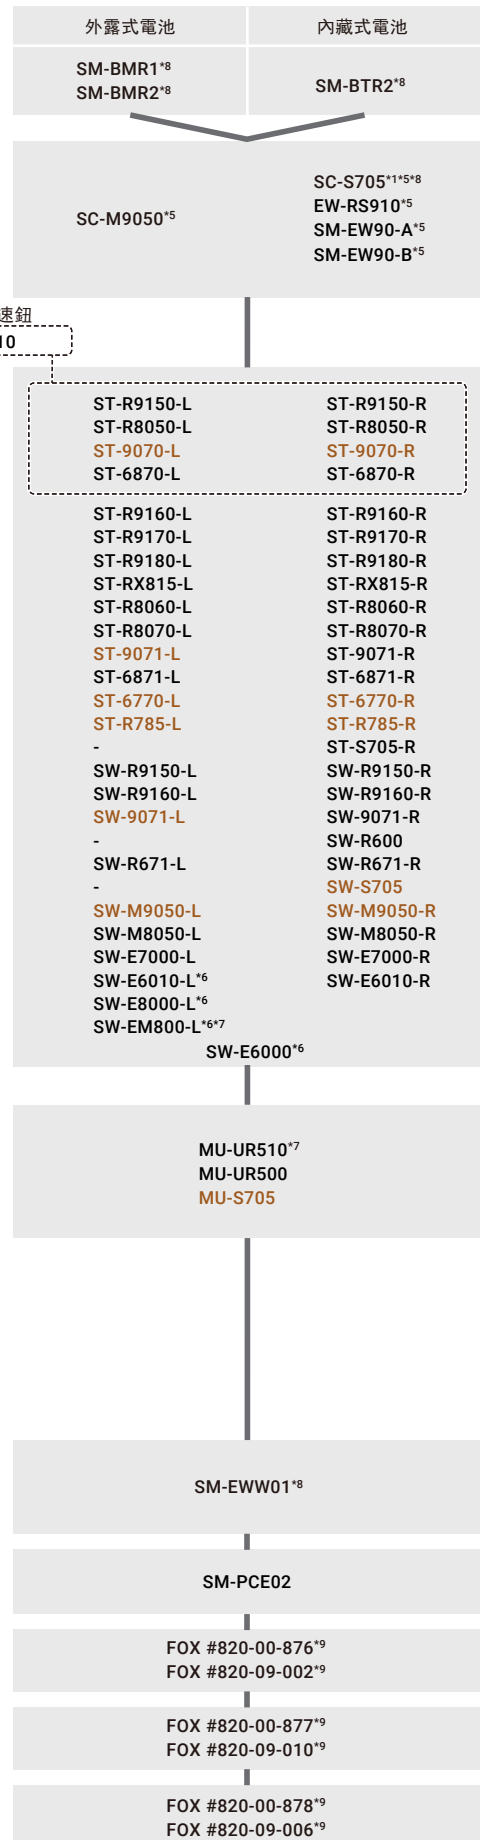 外露式電池 內藏式電池
SM-BMR1*8
SM-BMR2*8
SM-BTR2*8
SC-M9050*5
SC-S705*1*5*8
EW-RS910*5
SM-EW90-A*5
SM-EW90-B*5
速鈕
10
ST-R9150-L ST-R9150-R
ST-R8050-L ST-R8050-R
ST-9070-L ST-9070-R
ST-6870-L ST-6870-R
ST-R9160-L ST-R9160-R
ST-R9170-L ST-R9170-R
ST-R9180-L ST-R9180-R
ST-RX815-L ST-RX815-R
ST-R8060-L ST-R8060-R
ST-R8070-L ST-R8070-R
ST-9071-L ST-9071-R
ST-6871-L ST-6871-R
ST-6770-L ST-6770-R
ST-R785-L ST-R785-R
- ST-S705-R
SW-R9150-L SW-R9150-R
SW-R9160-L SW-R9160-R
SW-9071-L SW-9071-R
- SW-R600
SW-R671-L SW-R671-R
- SW-S705
SW-M9050-L SW-M9050-R
SW-M8050-L SW-M8050-R
SW-E7000-L SW-E7000-R
SW-E6010-L*6 SW-E6010-R
SW-E8000-L*6
SW-EM800-L*6*7
SW-E6000*6
MU-UR510*7
MU-UR500
MU-S705
SM-EWW01*8
SM-PCE02
FOX #820-00-876*9
FOX #820-09-002*9
FOX #820-00-877*9
FOX #820-09-010*9
FOX #820-00-878*9
FOX #820-09-006*9